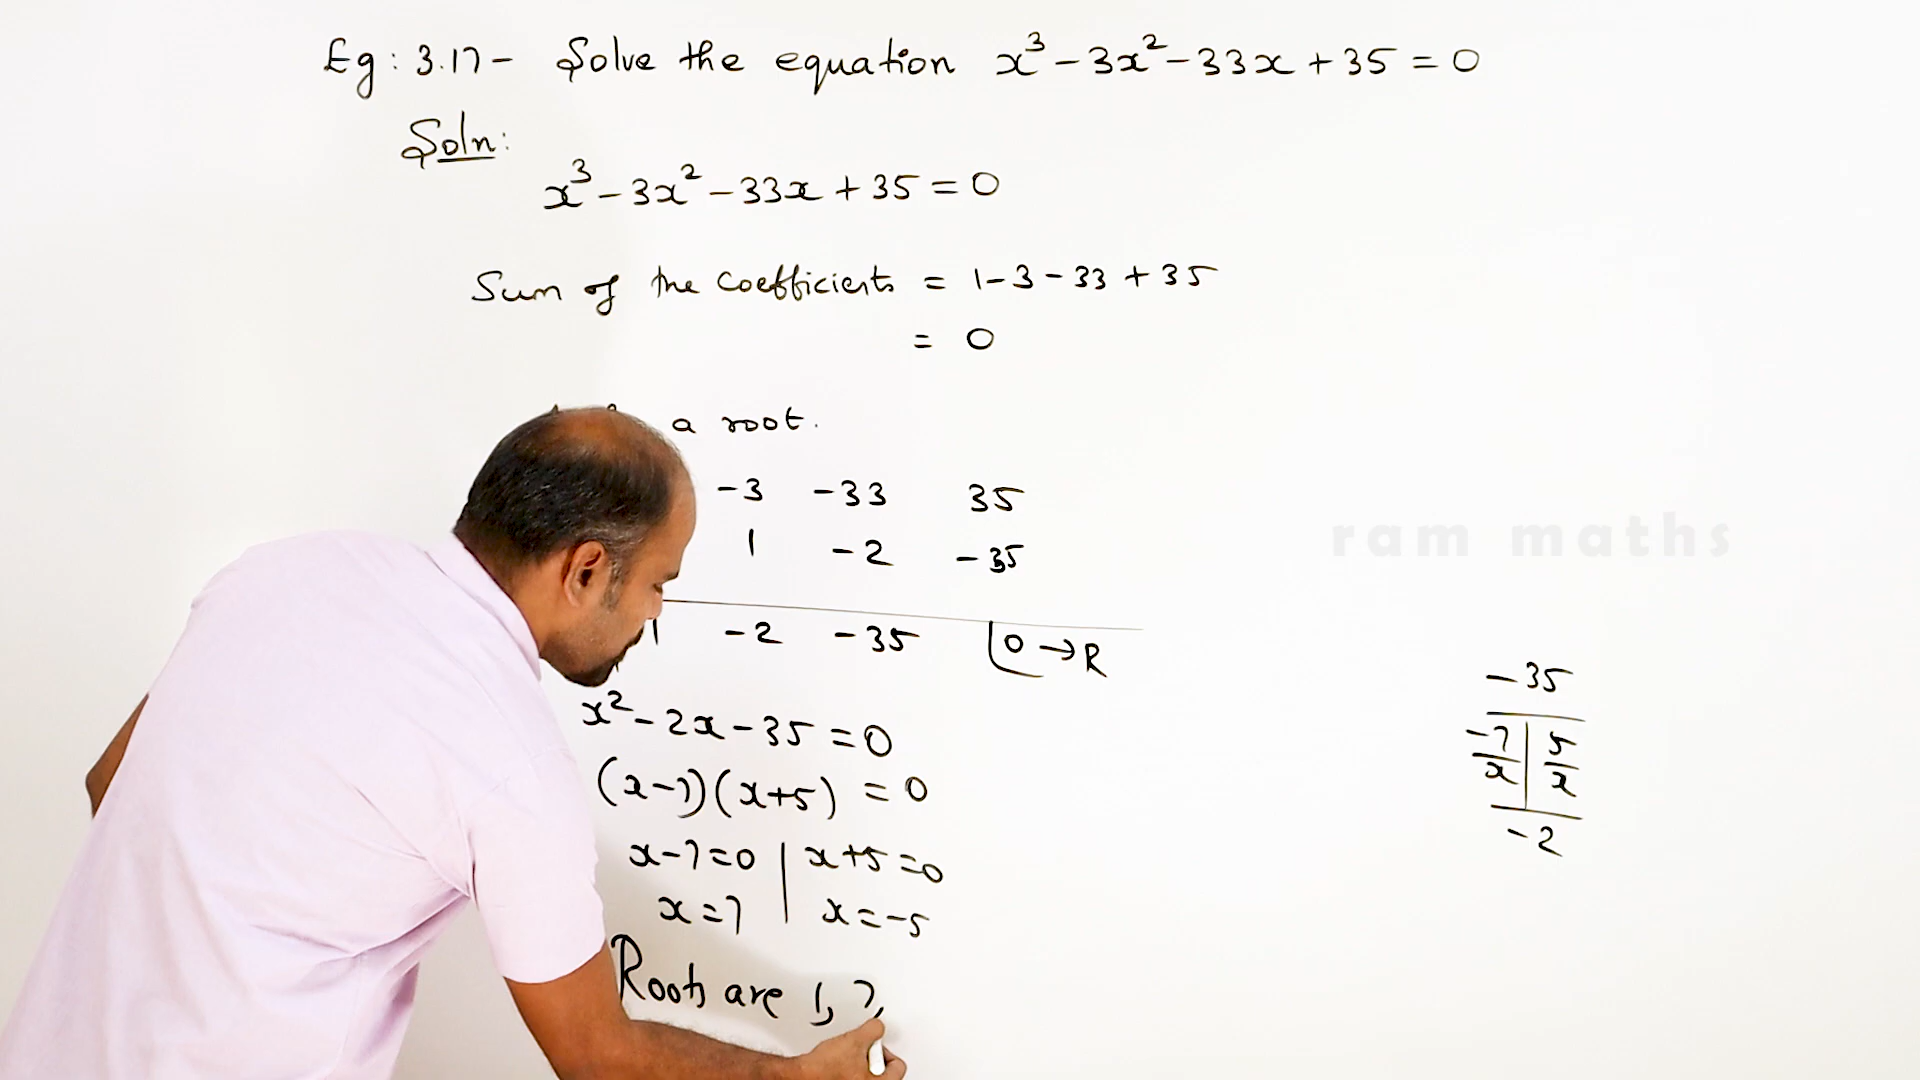 Eg: 3.17- Solve the equation x³-3x²-33x+35=0
Soln:
x³-3x²-33x+35=0
Sum of the coefficients = 1-3-33+35
= 0
a root.
-3 -33 35
1 -2 -35
ram maths
1 -2 -35 0→R
x²-2x-35=0
(x-7)(x+5)=0
x-7=0 | x+5=0
x=7 | x=-5
Roots are 1, 7,
-35
-7/x | 5/x
-2